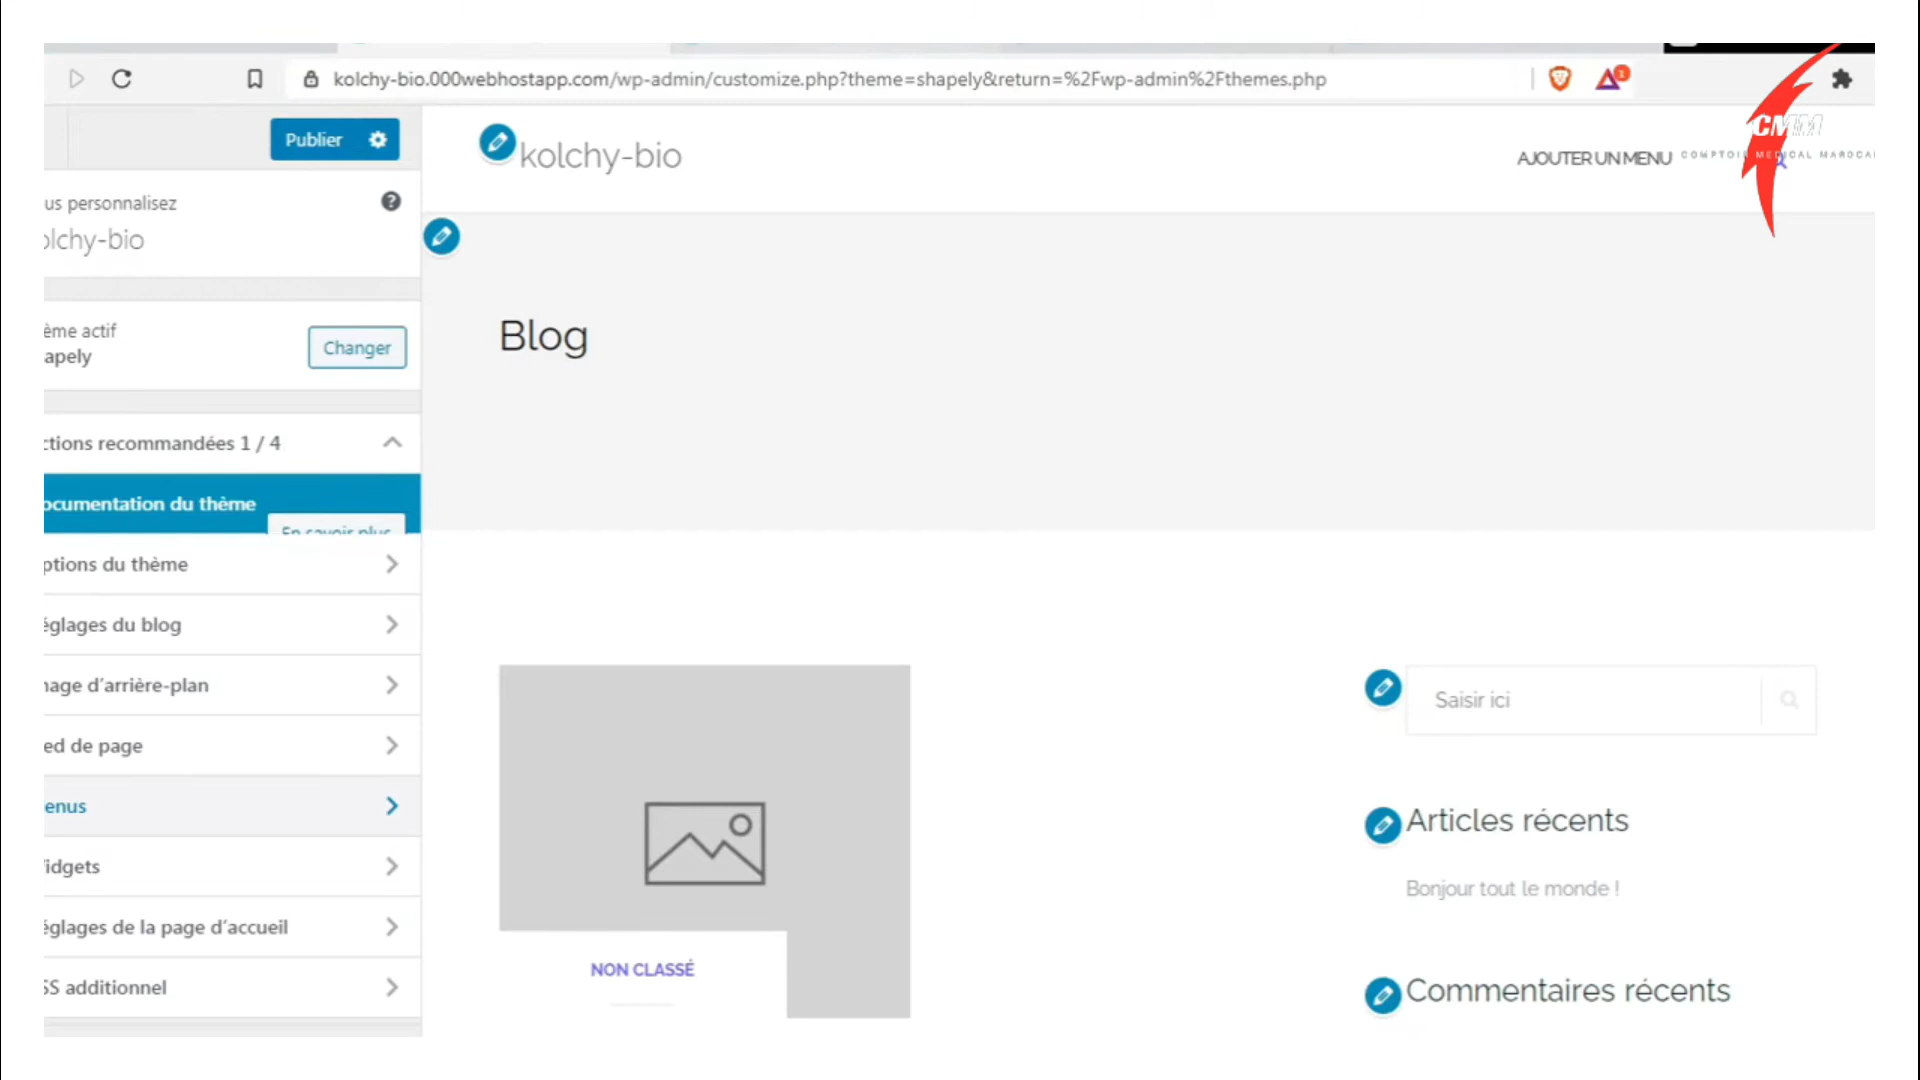 kolchy-bio.000webhostapp.com/wp-admin/customize.php?theme=shapely&return=%2Fwp-admin%2Fthemes.php
1
Publier
kolchy-bio
AJOUTER UN MENU
CMM
COMPTOIR MEDICAL MAROCAI
us personnalisez
?
olchy-bio
Blog
ème actif
apely
Changer
ctions recommandées 1 / 4
ocumentation du thème
En savoir plus
ptions du thème
églages du blog
nage d'arrière-plan
ed de page
enus
idgets
églages de la page d'accueil
SS additionnel
NON CLASSÉ
Saisir ici
Articles récents
Bonjour tout le monde !
Commentaires récents